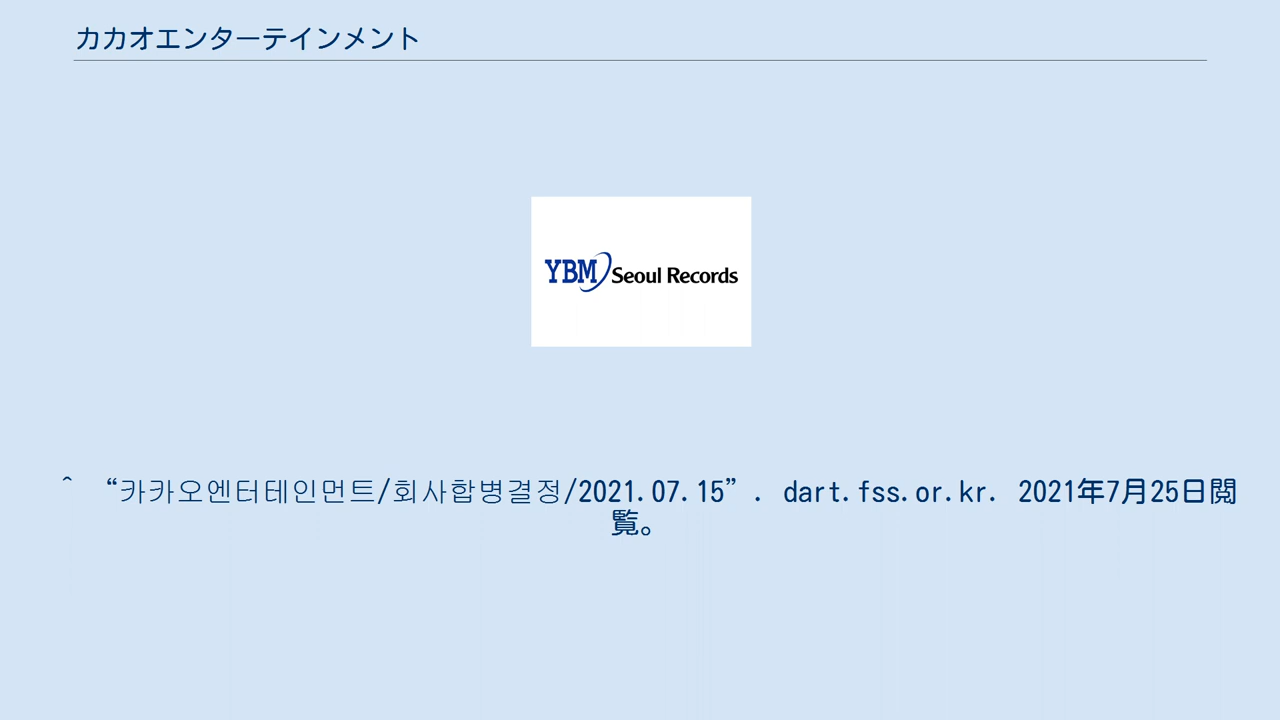 カカオエンターテインメント
YBM Seoul Records
^ “카카오엔터테인먼트/회사합병결정/2021.07.15”. dart.fss.or.kr. 2021年7月25日閲
覧。